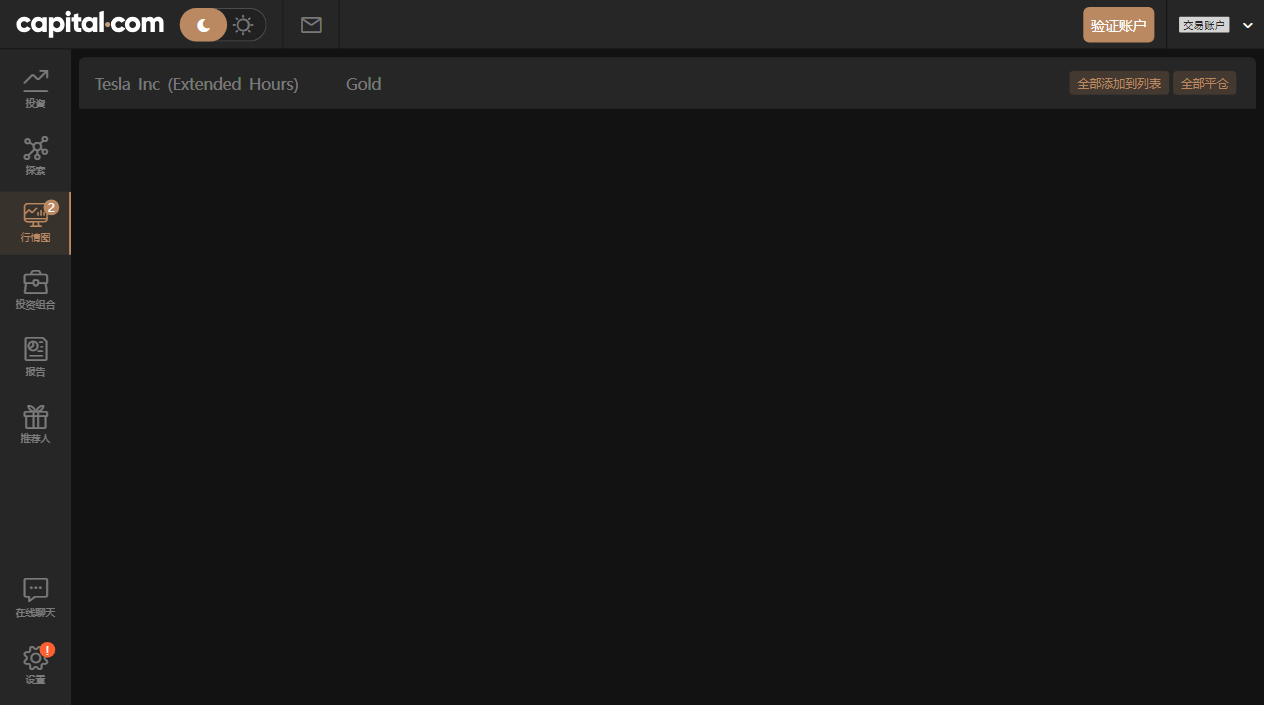 capital.com
验证账户
交易账户
Tesla Inc (Extended Hours)
Gold
全部添加到列表
全部平仓
投资
探索
2
行情图
投资组合
报告
推荐人
在线聊天
!
设置